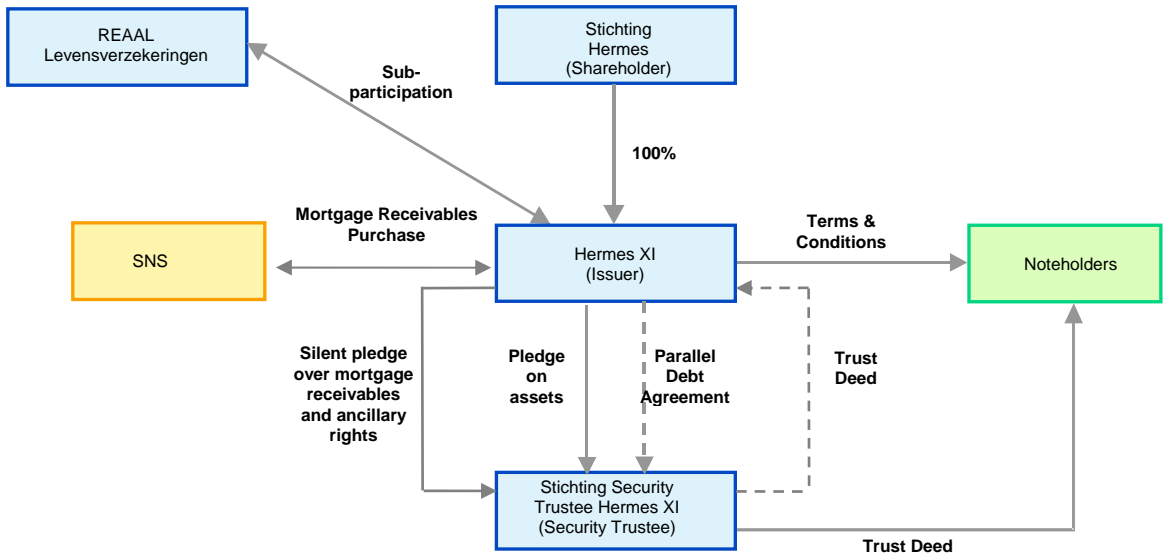 REAAL
Levensverzekeringen
Stichting
Hermes
(Shareholder)
Sub-
participation
100%
Mortgage Receivables
Purchase
Terms &
Conditions
SNS
Hermes XI
(Issuer)
Noteholders
Silent pledge
over mortgage
receivables
and ancillary
rights
Pledge
on
assets
Parallel
Debt
Agreement
Trust
Deed
Stichting Security
Trustee Hermes XI
(Security Trustee)
Trust Deed